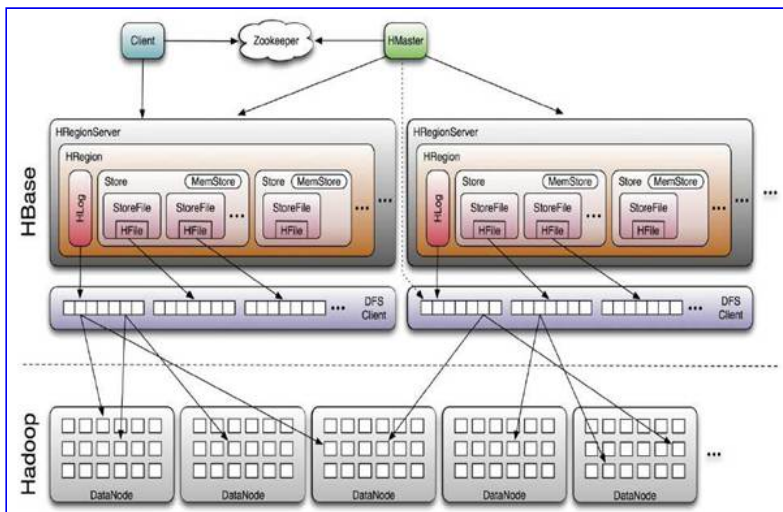 Client
Zookeeper
HMaster
HBase
HRegionServer
HRegion
HLog
Store
MemStore
StoreFile
HFile
StoreFile
HFile
...
Store
MemStore
StoreFile
HFile
...
...
HRegionServer
HRegion
HLog
Store
MemStore
StoreFile
HFile
StoreFile
HFile
...
Store
MemStore
StoreFile
HFile
...
...
...
...
DFS
Client
...
DFS
Client
Hadoop
DataNode
DataNode
DataNode
DataNode
DataNode
...